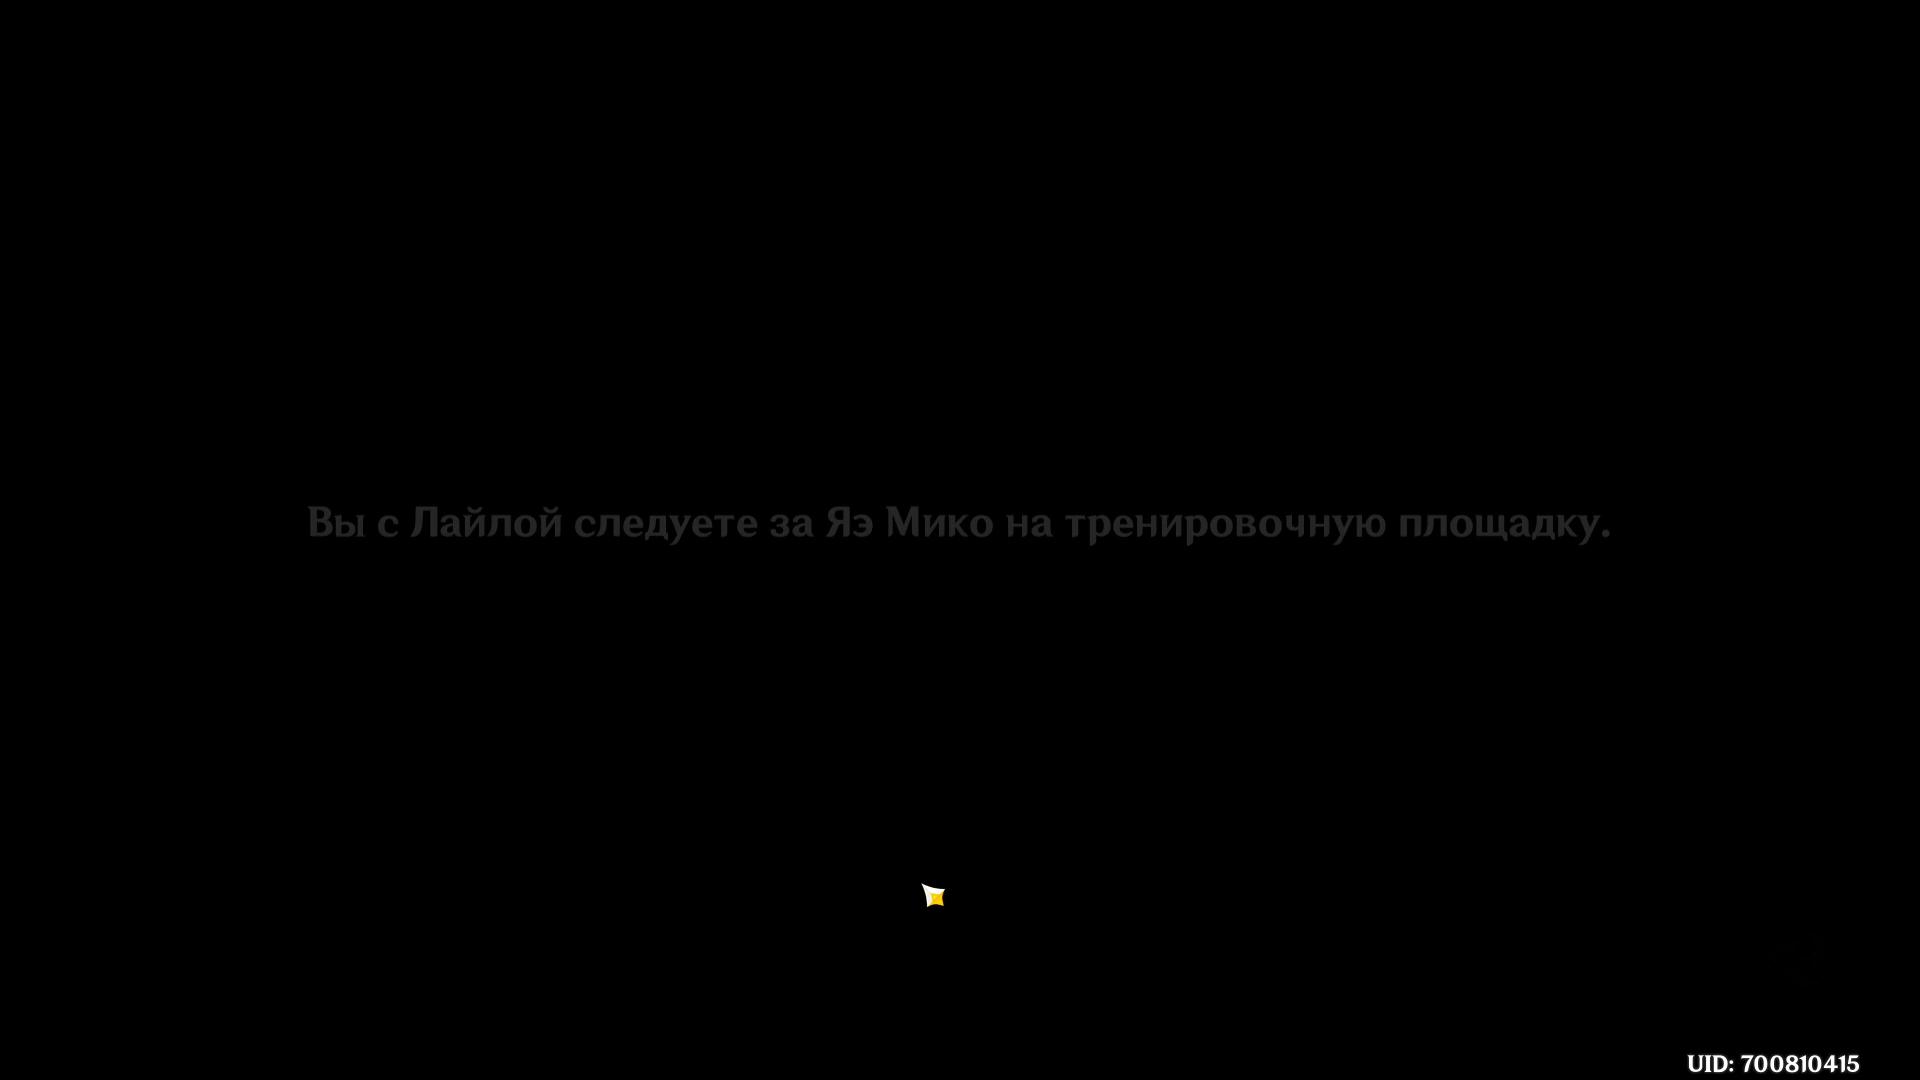 Вы с Лайлой следуете за Яэ Мико на тренировочную площадку.
UID: 700810415